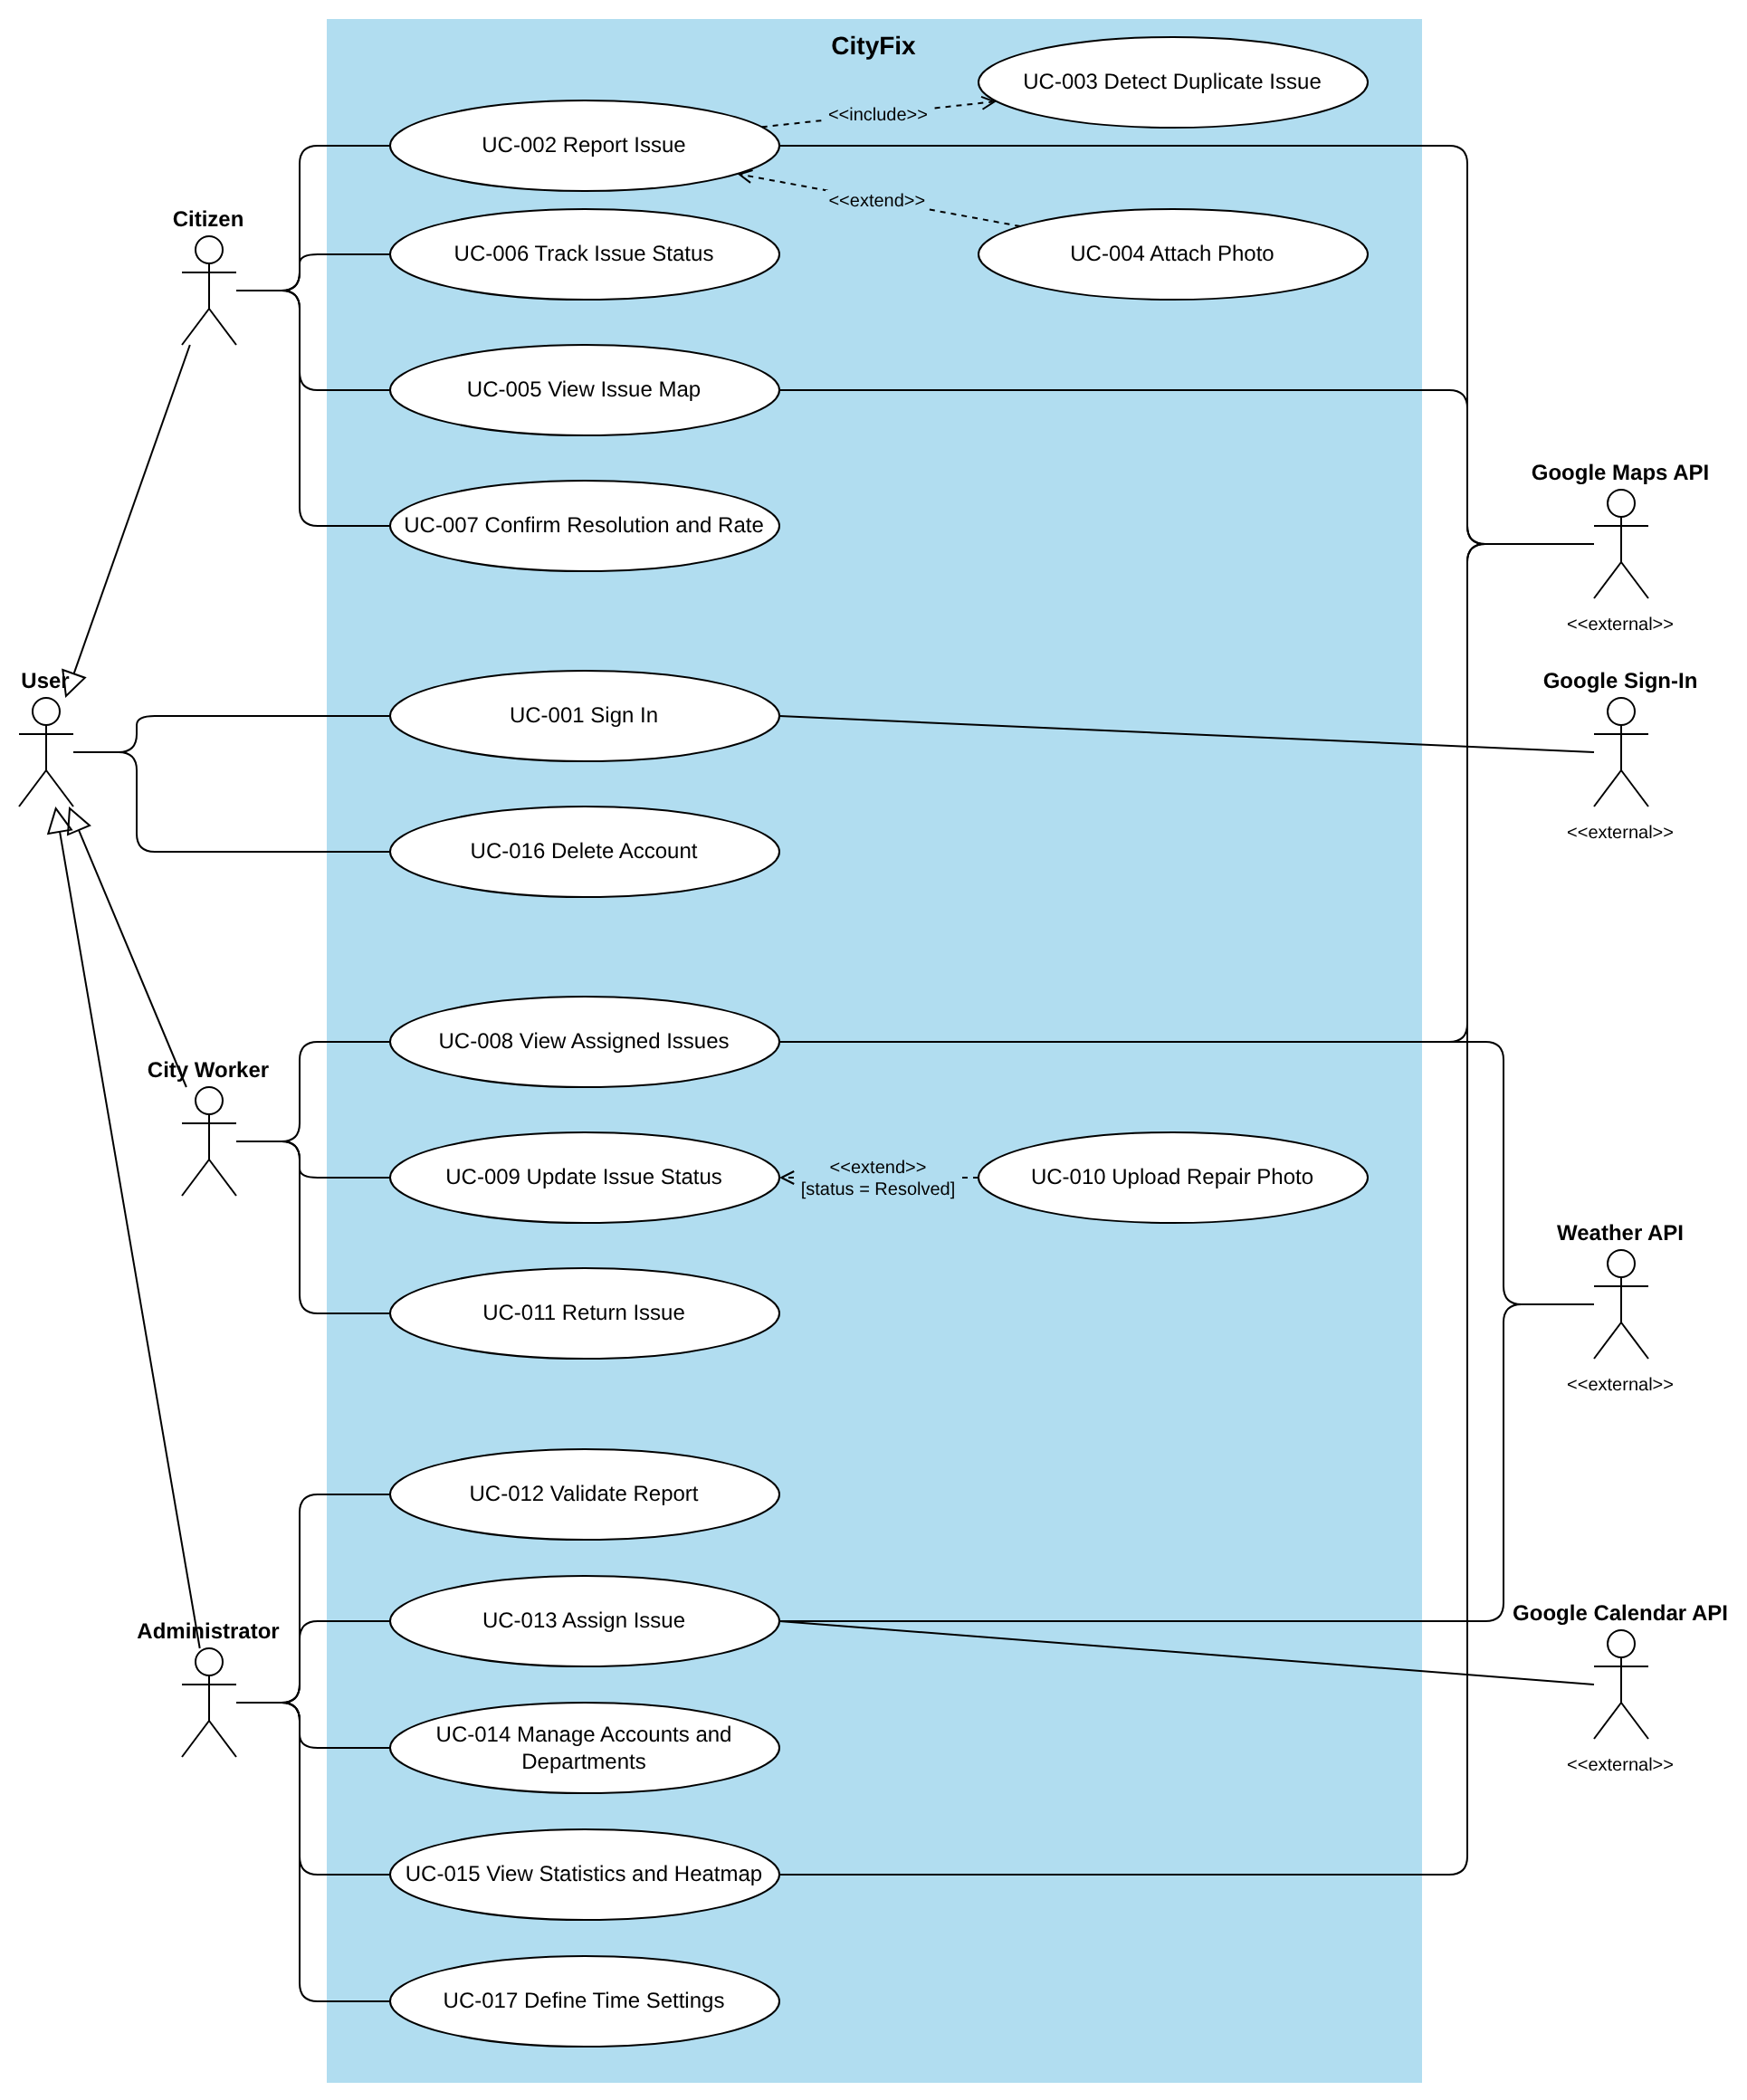 CityFix
UC-003 Detect Duplicate Issue
<<include>>
UC-002 Report Issue
<<extend>>
Citizen
UC-006 Track Issue Status
UC-004 Attach Photo
UC-005 View Issue Map
Google Maps API
UC-007 Confirm Resolution and Rate
<<external>>
User
Google Sign-In
UC-001 Sign In
<<external>>
UC-016 Delete Account
UC-008 View Assigned Issues
City Worker
<<extend>>
[status = Resolved]
UC-009 Update Issue Status
UC-010 Upload Repair Photo
Weather API
UC-011 Return Issue
<<external>>
UC-012 Validate Report
Google Calendar API
UC-013 Assign Issue
Administrator
UC-014 Manage Accounts and
Departments
<<external>>
UC-015 View Statistics and Heatmap
UC-017 Define Time Settings